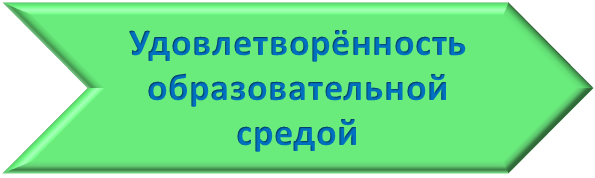 Удовлетворённость
образовательной
средой